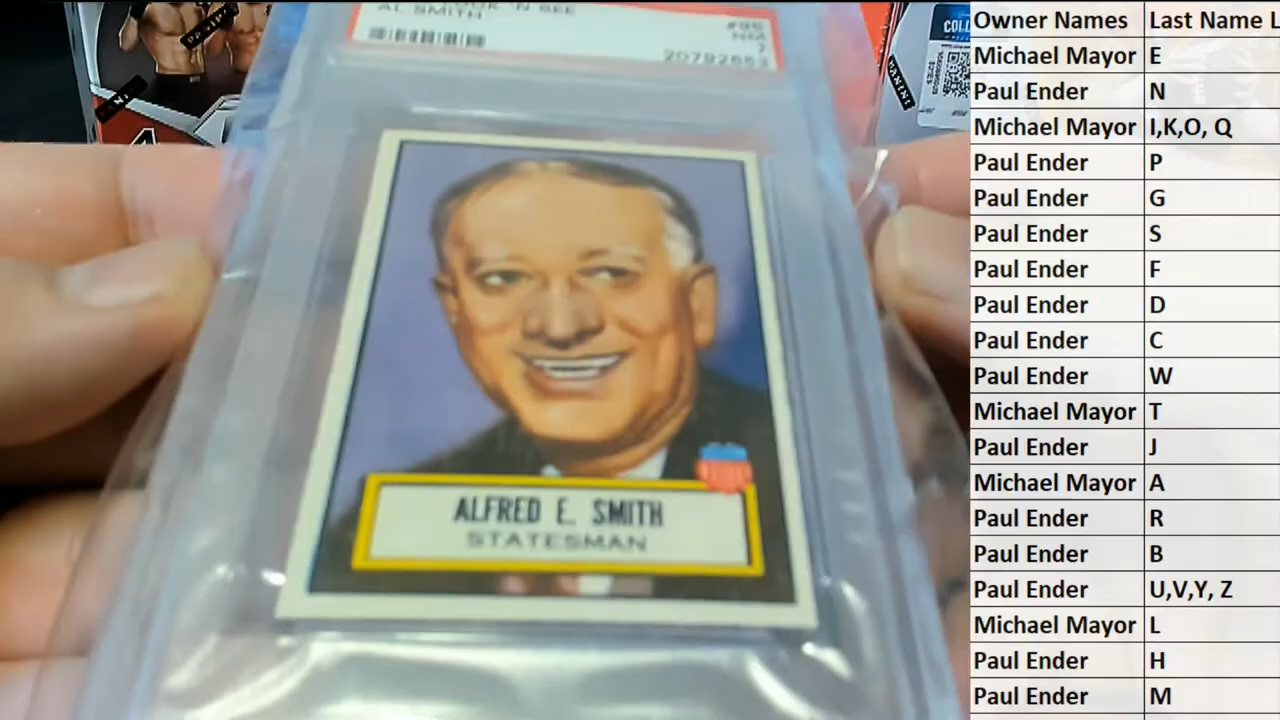 AL SMITH
#95
NM
7
20792653
ALFRED E. SMITH
STATESMAN
PANINI
Owner Names Last Name L
Michael Mayor E
Paul Ender N
Michael Mayor I,K,O, Q
Paul Ender P
Paul Ender G
Paul Ender S
Paul Ender F
Paul Ender D
Paul Ender C
Paul Ender W
Michael Mayor T
Paul Ender J
Michael Mayor A
Paul Ender R
Paul Ender B
Paul Ender U,V,Y, Z
Michael Mayor L
Paul Ender H
Paul Ender M